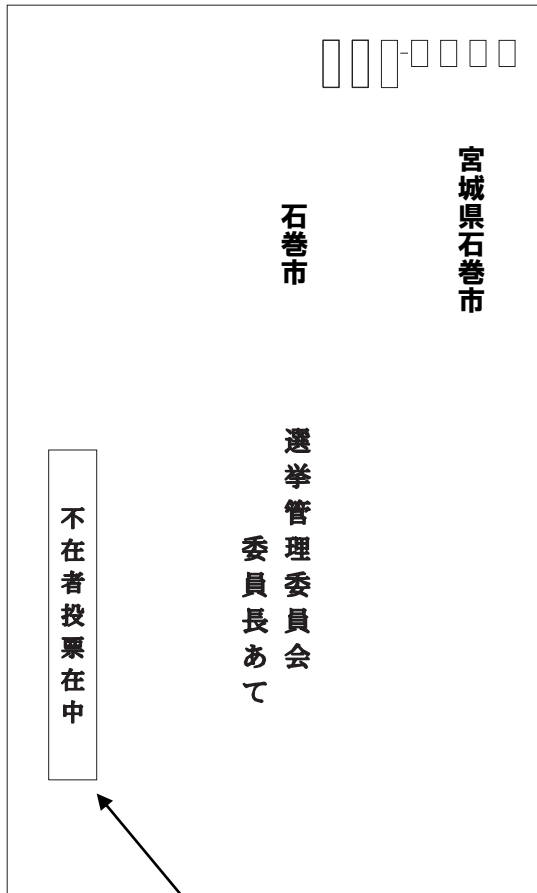 宮城県石巻市
石巻市
選挙管理委員会
委員長あて
不在者投票在中